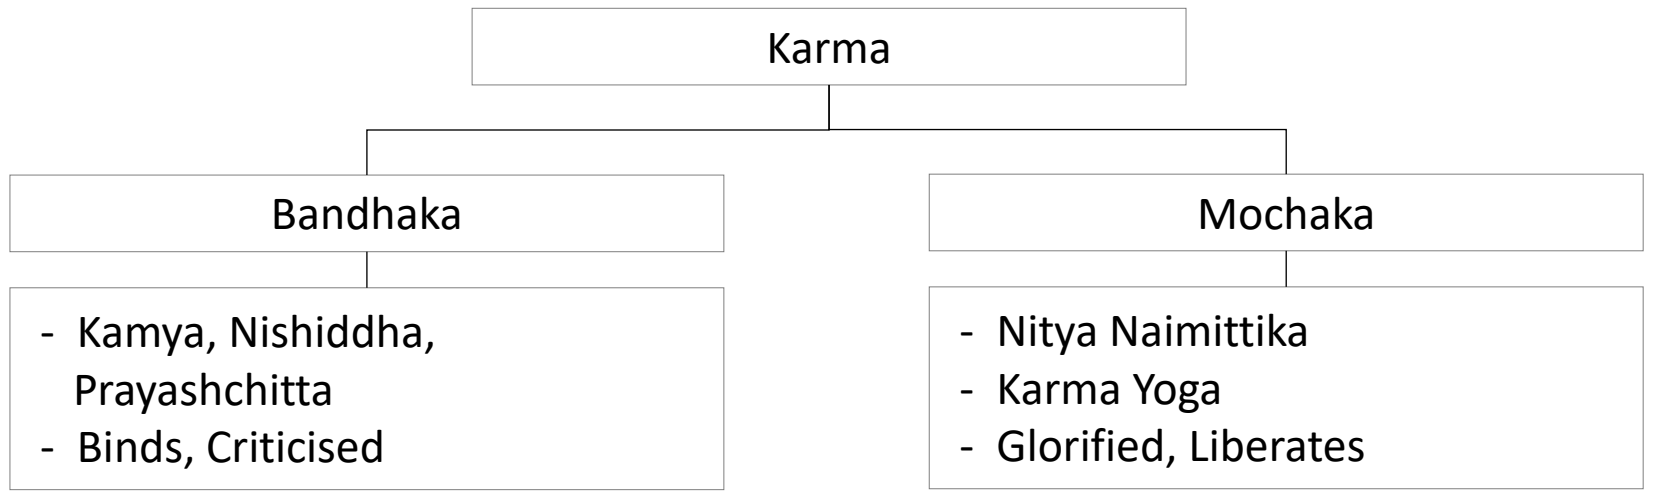 Karma
Bandhaka
Mochaka
- Kamya, Nishiddha,
Prayashchitta
- Binds, Criticised
- Nitya Naimittika
- Karma Yoga
- Glorified, Liberates